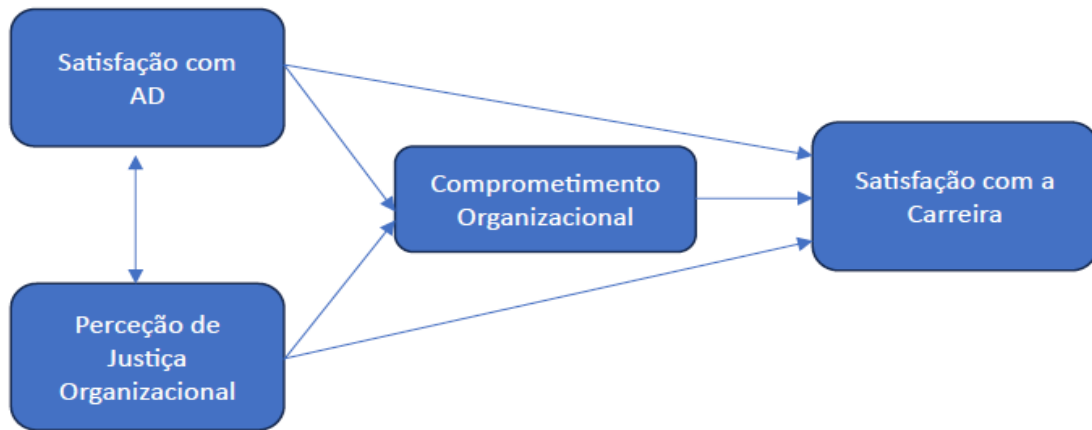 Satisfação com
AD
Comprometimento
Organizacional
Satisfação com a
Carreira
Perceção de
Justiça
Organizacional